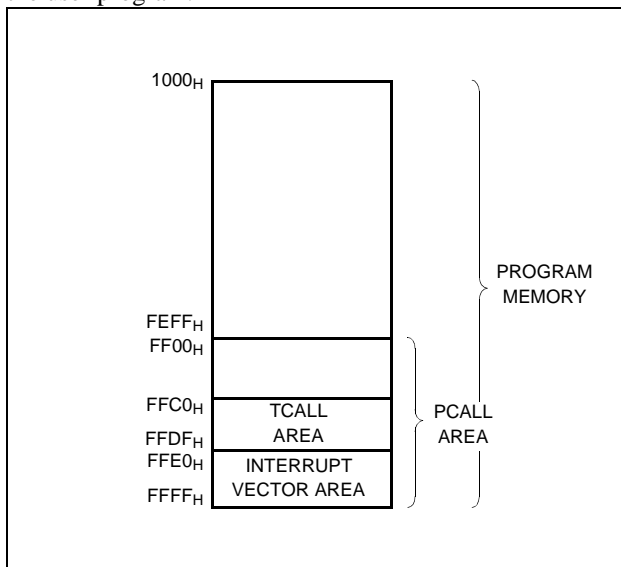 1000H
PROGRAM
MEMORY
FEFFH
FF00H
FFC0H
TCALL
AREA
PCALL
AREA
FFDFH
FFE0H
INTERRUPT
VECTOR AREA
FFFFH